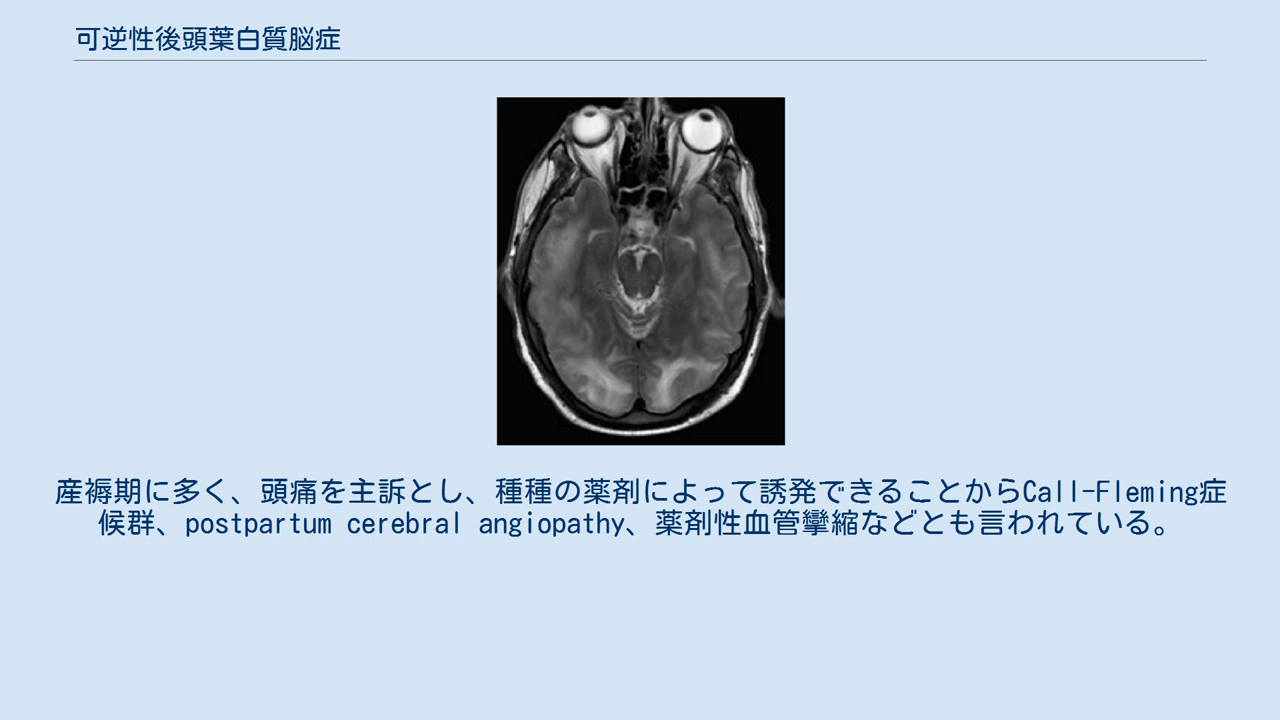 可逆性後頭葉白質脳症
産褥期に多く、頭痛を主訴とし、種種の薬剤によって誘発できることからCall-Fleming症
候群、postpartum cerebral angiopathy、薬剤性血管攣縮などとも言われている。